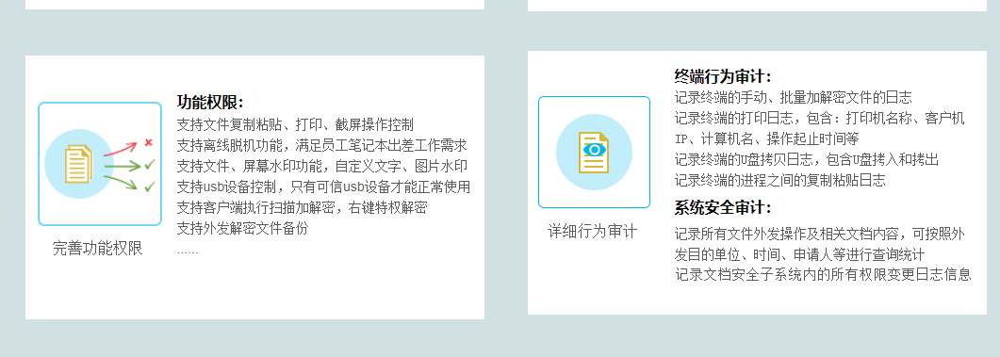 功能权限：
支持文件复制粘贴、打印、截屏操作控制
支持离线脱机功能，满足员工笔记本出差工作需求
支持文件、屏幕水印功能，自定义文字、图片水印
支持usb设备控制，只有可信usb设备才能正常使用
支持客户端执行扫描加解密，右键特权解密
支持外发解密文件备份
......
完善功能权限
终端行为审计：
记录终端的手动、批量加解密文件的日志
记录终端的打印日志，包含：打印机名称、客户机
IP、计算机名、操作起止时间等
记录终端的U盘拷贝日志，包含U盘拷入和拷出
记录终端的进程之间的复制粘贴日志
系统安全审计：
记录所有文件外发操作及相关文档内容，可按照外
发目的单位、时间、申请人等进行查询统计
记录文档安全子系统内的所有权限变更日志信息
详细行为审计